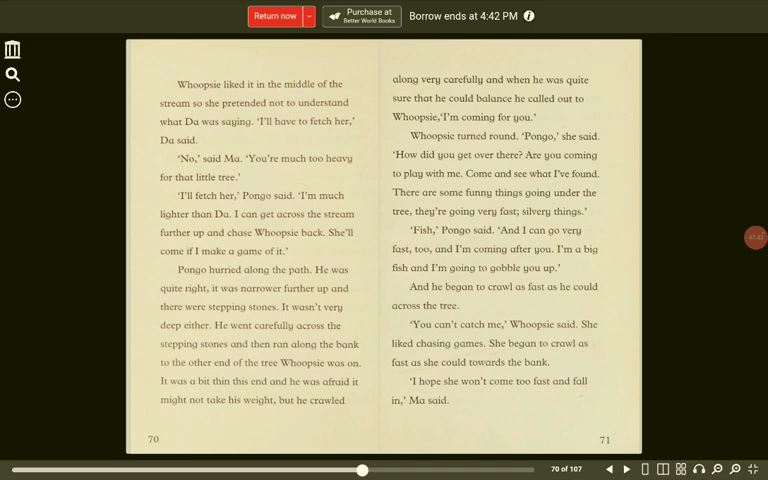 Return now
Purchase at
Better World Books
Borrow ends at 4:42 PM
Whoopsie liked it in the middle of the
stream so she pretended not to understand
what Da was saying. ‘I’ll have to fetch her,’
Da said.
‘No,’ said Ma. ‘You’re much too heavy
for that little tree.’
‘I’ll fetch her,’ Pongo said. ‘I’m much
lighter than Da. I can get across the stream
further up and chase Whoopsie back. She’ll
come if I make a game of it.’
Pongo hurried along the path. He was
quite right, it was narrower further up and
there were stepping stones. It wasn’t very
deep either. He went carefully across the
stepping stones and then ran along the bank
to the other end of the tree Whoopsie was on.
It was a bit thin this end and he was afraid it
might not take his weight, but he crawled
70
along very carefully and when he was quite
sure that he could balance he called out to
Whoopsie,‘I’m coming for you.’
Whoopsie turned round. ‘Pongo,’ she said.
‘How did you get over there? Are you coming
to play with me. Come and see what I’ve found.
There are some funny things going under the
tree, they’re going very fast; silvery things.’
‘Fish,’ Pongo said. ‘And I can go very
fast, too, and I’m coming after you. I’m a big
fish and I’m going to gobble you up.’
And he began to crawl as fast as he could
across the tree.
‘You can’t catch me,’ Whoopsie said. She
liked chasing games. She began to crawl as
fast as she could towards the bank.
‘I hope she won’t come too fast and fall
in,’ Ma said.
71
70 of 107